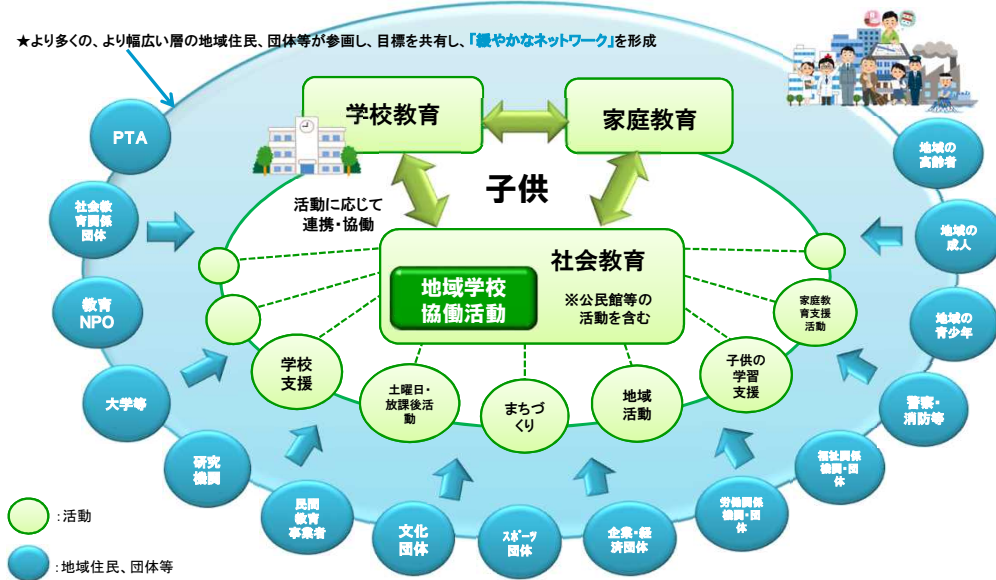 ★より多くの、より幅広い層の地域住民、団体等が参画し、目標を共有し、「緩やかなネットワーク」を形成
学校教育
家庭教育
子供
活動に応じて
連携・協働
社会教育
地域学校
協働活動
※公民館等の
活動を含む
学校
支援
土曜日・
放課後活
動
まちづ
くり
地域
活動
子供の
学習
支援
家庭教
育支援
活動
PTA
社会教
育関係
団体
教育
NPO
大学等
研究
機関
民間
教育
事業者
文化
団体
スポーツ
団体
企業・経
済団体
労働関係
機関・団
体
福祉関係
機関・団
体
警察・
消防等
地域の
青少年
地域の
成人
地域の
高齢者
:活動
:地域住民、団体等